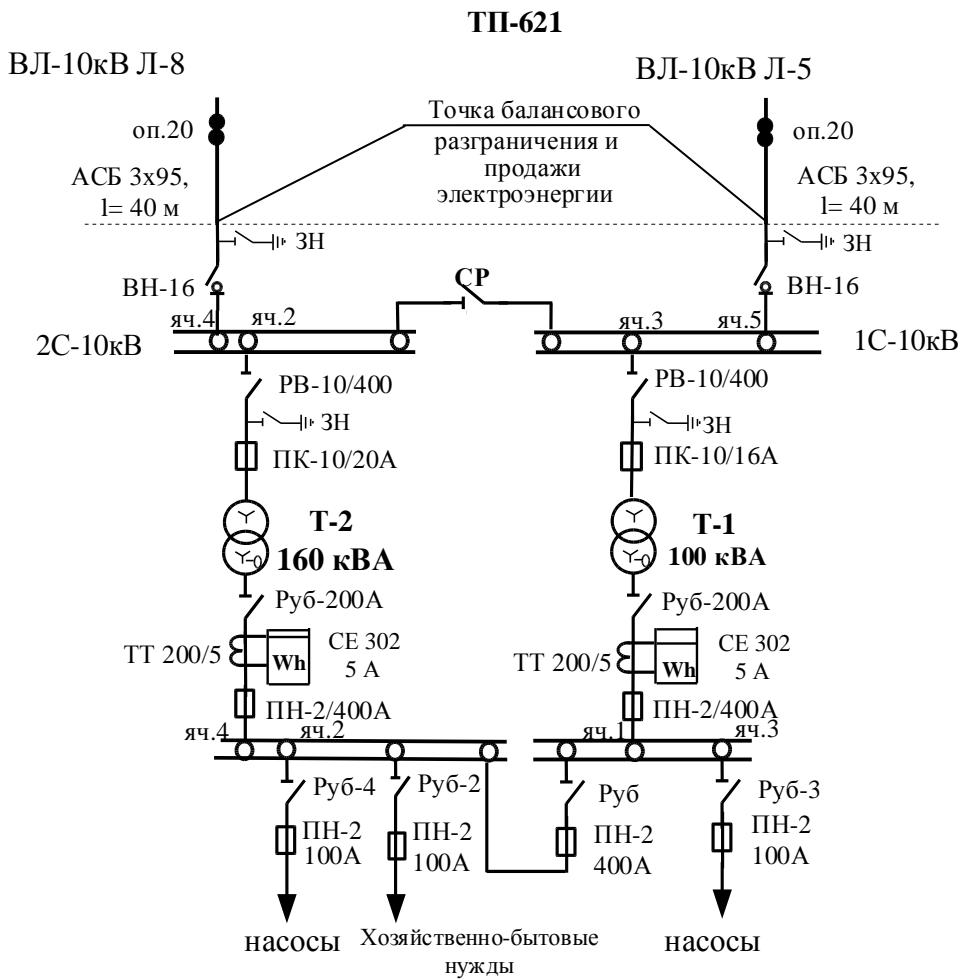 ТП-621
ВЛ-10кВ Л-8
ВЛ-10кВ Л-5
оп.20
Точка балансового
разграничения и
продажи
электроэнергии
оп.20
АСБ 3х95,
l= 40 м
АСБ 3х95,
l= 40 м
ЗН
ЗН
ВН-16
СР
ВН-16
яч.4
яч.2
яч.3
яч.5
2С-10кВ
1С-10кВ
РВ-10/400
РВ-10/400
ЗН
ЗН
ПК-10/20А
ПК-10/16А
Т-2
160 кВА
Т-1
100 кВА
Руб-200А
Руб-200А
ТТ 200/5
Wh
СЕ 302
5 А
ТТ 200/5
Wh
СЕ 302
5 А
ПН-2/400А
ПН-2/400А
яч.4
яч.2
яч.1
яч.3
Руб-4
Руб-2
Руб
Руб-3
ПН-2
100А
ПН-2
100А
ПН-2
400А
ПН-2
100А
насосы
Хозяйственно-бытовые
нужды
насосы